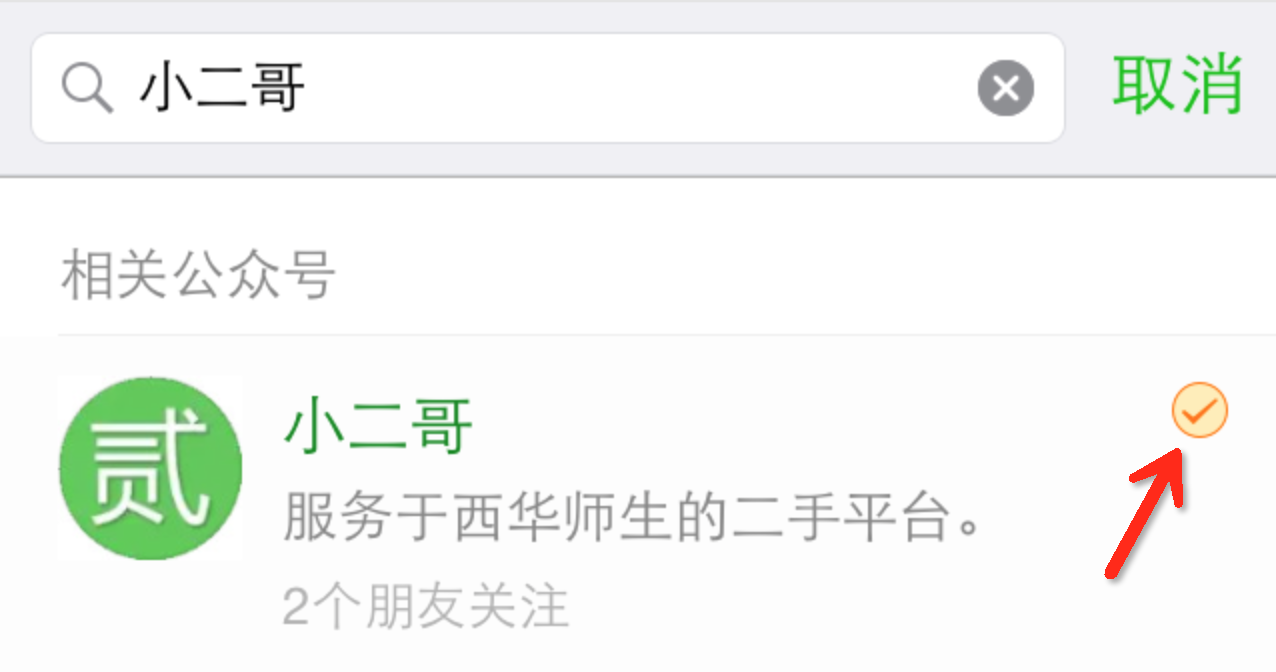 小二哥 取消
相关公众号
贰
小二哥
服务于西华师生的二手平台。
2个朋友关注